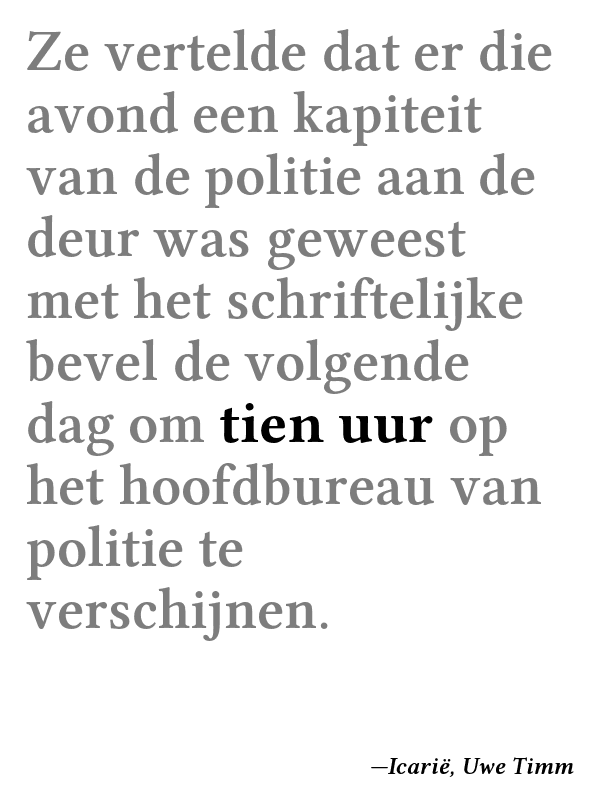 Ze vertelde dat er die
avond een kapiteit
van de politie aan de
deur was geweest
met het schriftelijke
bevel de volgende
dag om tien uur op
het hoofdbureau van
politie te
verschijnen.
—Icarië, Uwe Timm